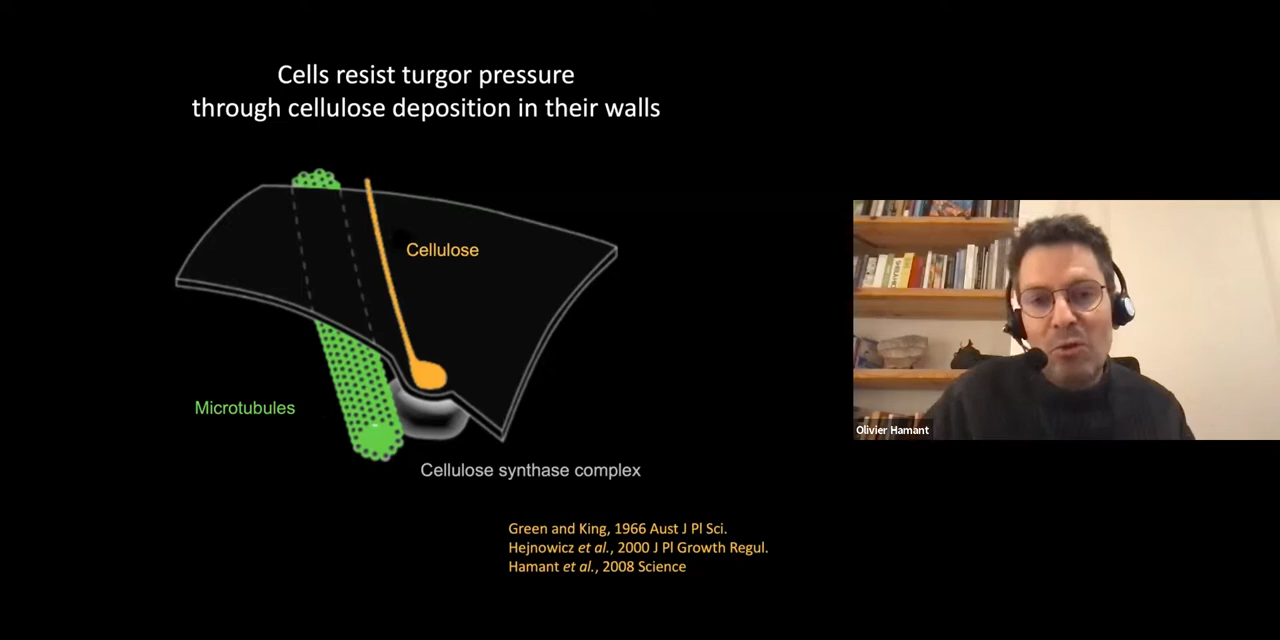 Cells resist turgor pressure
through cellulose deposition in their walls
Cellulose
Microtubules
Cellulose synthase complex
Green and King, 1966 Aust J Pl Sci.
Hejnowicz et al., 2000 J Pl Growth Regul.
Hamant et al., 2008 Science
Olivier Hamant